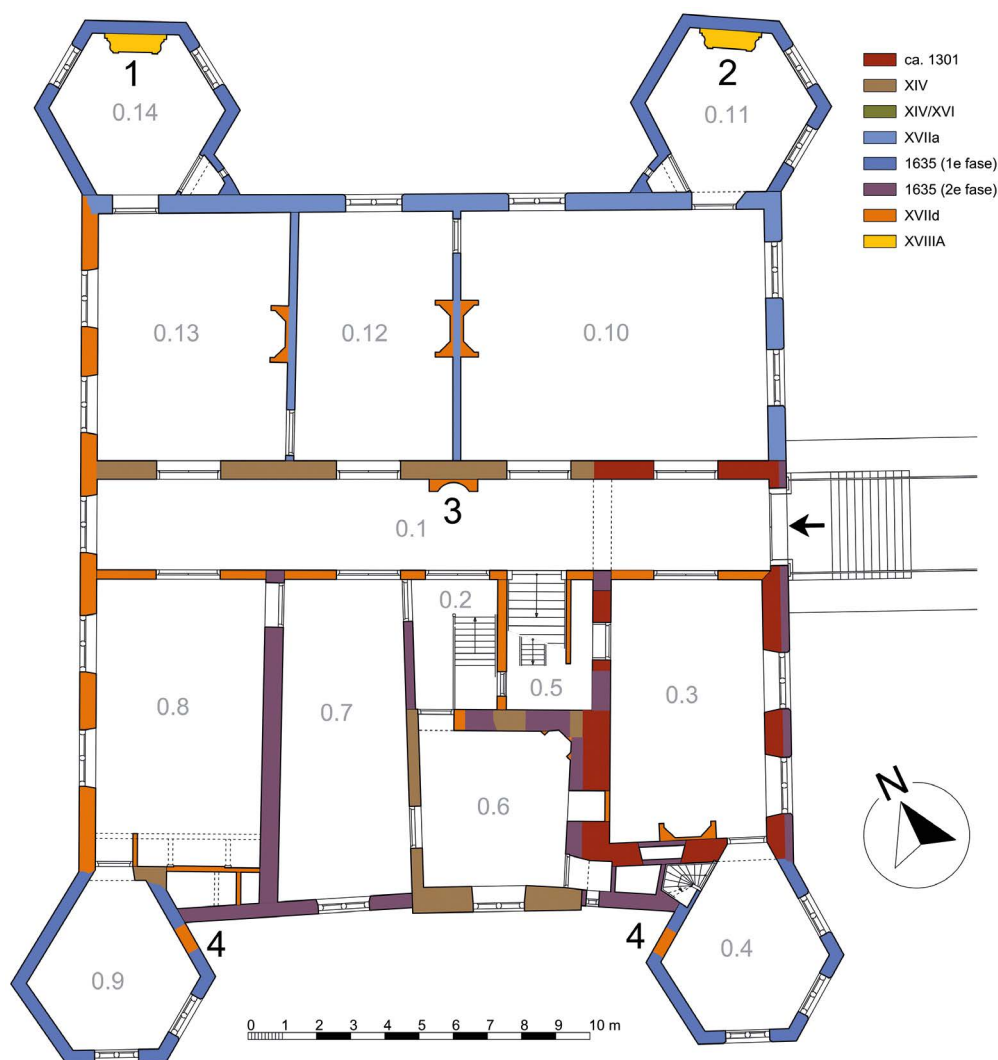 1
0.14
2
0.11
ca. 1301
XIV
XIV/XVI
XVIIa
1635 (1e fase)
1635 (2e fase)
XVIId
XVIIIA
0.13
0.12
0.10
3
0.1
0.2
0.5
0.3
0.8
0.7
0.6
N
4
4
0.9
0.4
0 1 2 3 4 5 6 7 8 9 10 m